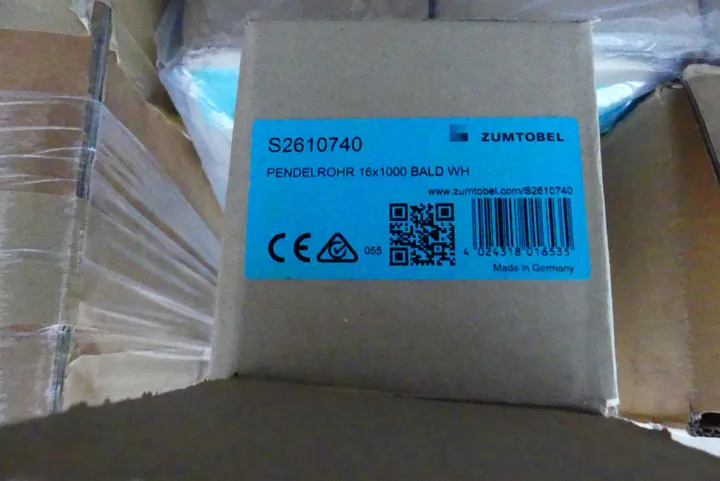 S2610740
ZUMTOBEL
PENDELROHR 16x1000 BALD WH
www.zumtobel.com/S2610740
CE
055
4 024318 016535
Made in Germany